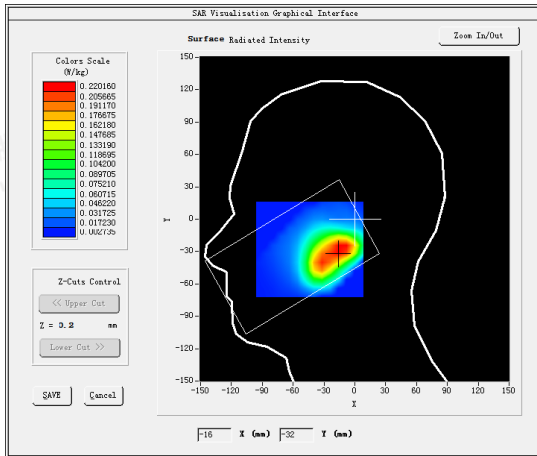 SAR Visualisation Graphical Interface
Surface Radiated Intensity
Zoom In/Out
Colors Scale
(W/kg)
0.220160
0.205665
0.191170
0.176675
0.162180
0.147685
0.133190
0.118695
0.104200
0.089705
0.075210
0.060715
0.046220
0.031725
0.017230
0.002735
Z-Cuts Control
<< Upper Cut
Z = 0.2 mm
Lower Cut >>
SAVE
Cancel
150
120
90
60
30
0
-30
-60
-90
-120
-150
Y
-150 -120 -90 -60 -30 0 30 60 90 120 150
X
-16 X (mm) -32 Y (mm)